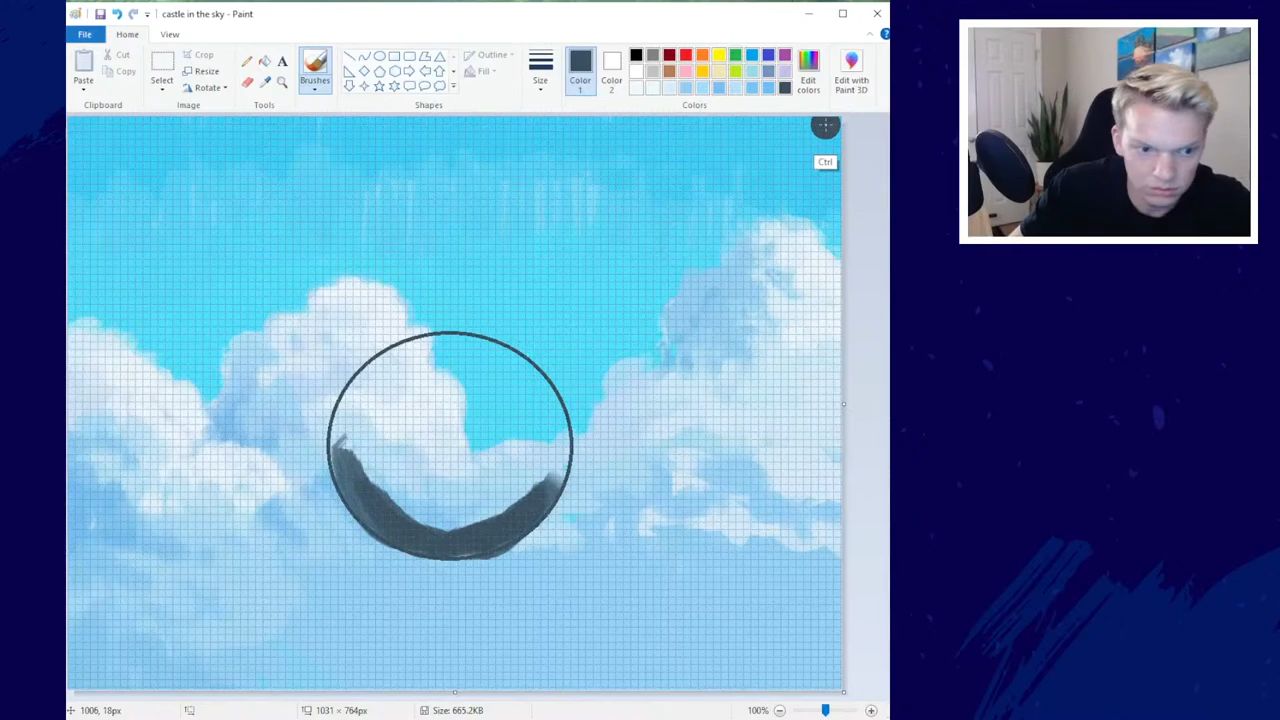 castle in the sky - Paint
File
Home
View
Paste
Cut
Copy
Clipboard
Select
Crop
Resize
Rotate
Image
Tools
Brushes
Shapes
Outline
Fill
Size
Color 1
Color 2
Edit colors
Colors
Edit with Paint 3D
Ctrl
1006, 18px
1031 × 764px
Size: 665.2KB
100%